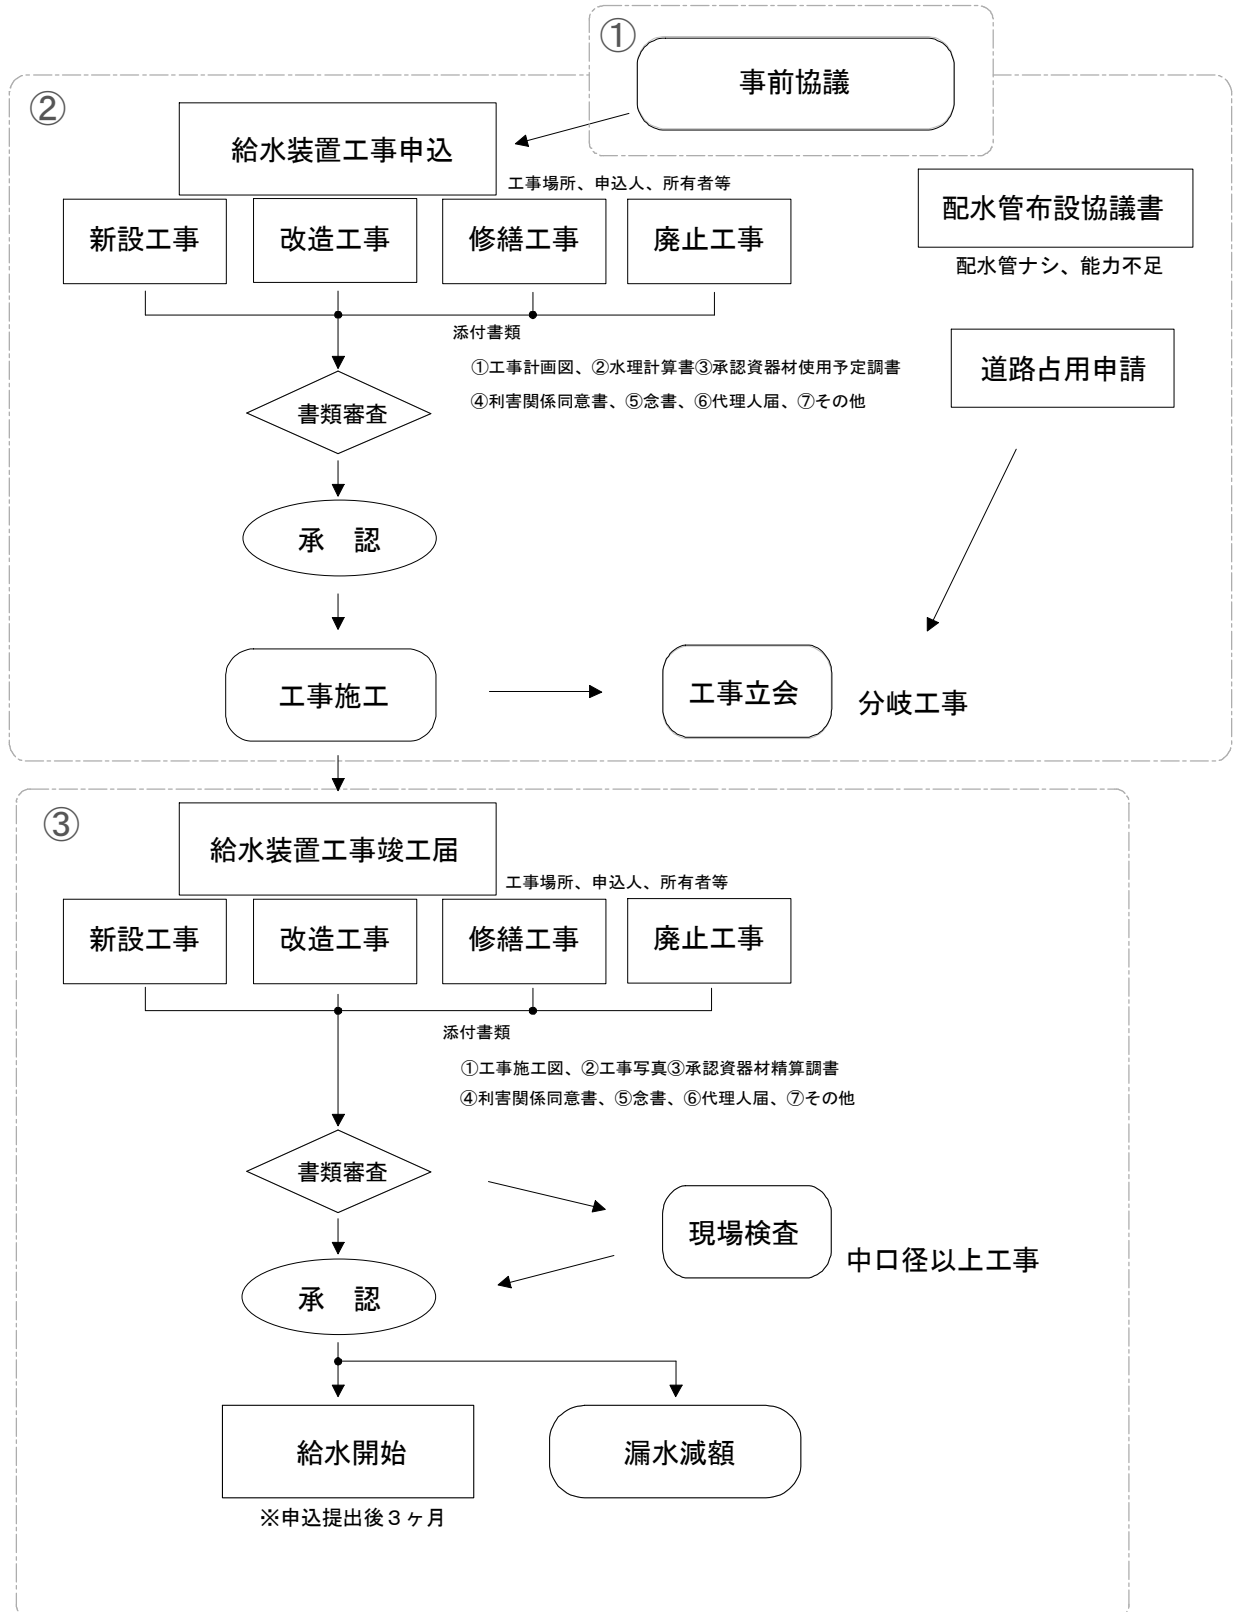 ①
事前協議
②
給水装置工事申込
工事場所、申込人、所有者等
新設工事
改造工事
修繕工事
廃止工事
配水管布設協議書
配水管ナシ、能力不足
添付書類
①工事計画図、②水理計算書③承認資器材使用予定調書
④利害関係同意書、⑤念書、⑥代理人届、⑦その他
道路占用申請
書類審査
承　認
工事施工
工事立会
分岐工事
③
給水装置工事竣工届
工事場所、申込人、所有者等
新設工事
改造工事
修繕工事
廃止工事
添付書類
①工事施工図、②工事写真③承認資器材精算調書
④利害関係同意書、⑤念書、⑥代理人届、⑦その他
書類審査
現場検査
中口径以上工事
承　認
給水開始
漏水減額
※申込提出後３ヶ月